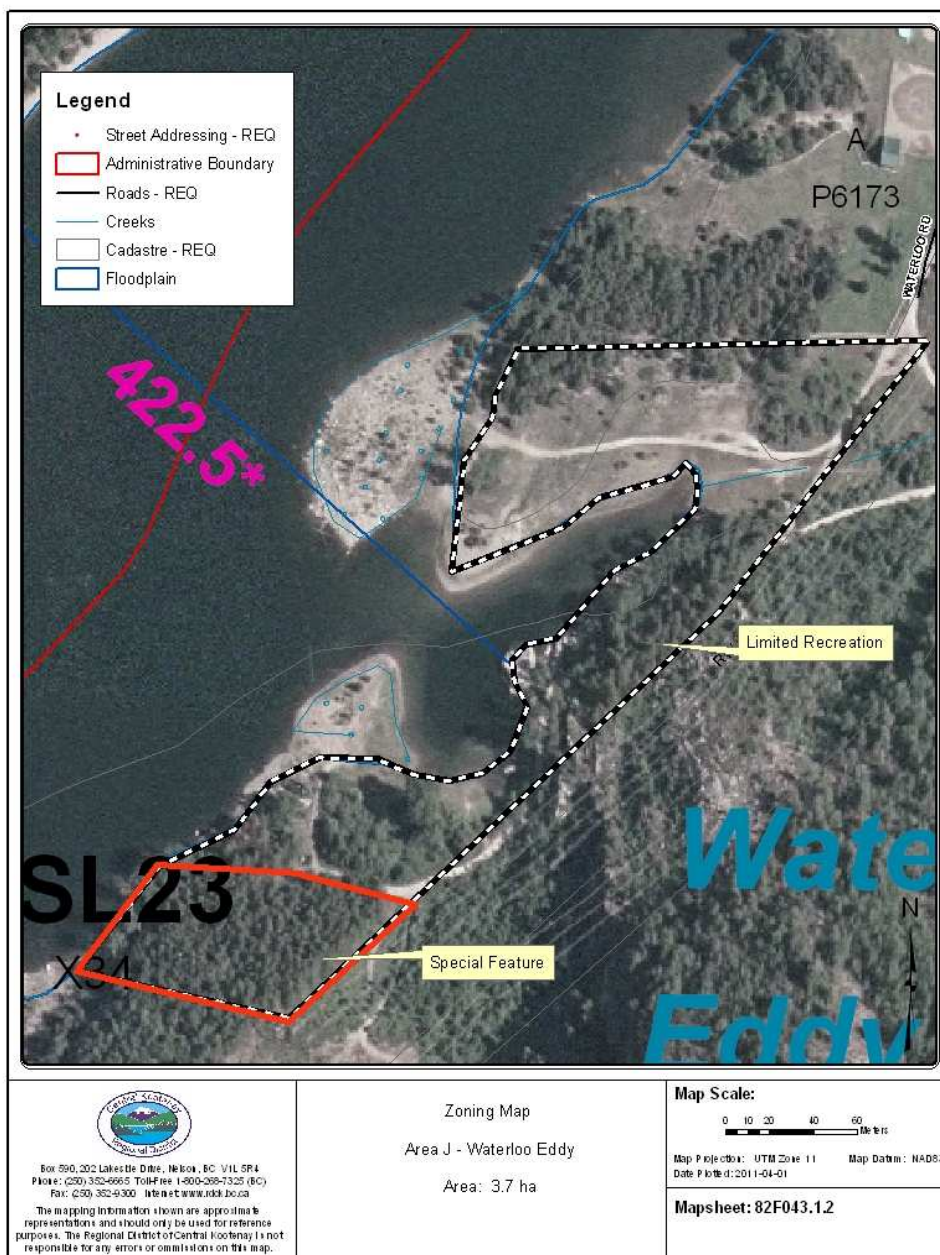 Legend
Street Addressing - REQ
Administrative Boundary
Roads - REQ
Creeks
Cadastre - REQ
Floodplain
A
P6173
WATERLOO RD
422.5*
Limited Recreation
Wate
SL23
N
X34
Special Feature
Eddy
Central Kootenay
Regional District
Box 590, 202 Lakeside Drive, Nelson, BC V1L 5R4
Phone: (250) 352-6665 Toll-Free 1-800-268-7325 (BC)
Fax: (250) 352-9300 Internet: www.rdck.bc.ca
The mapping information shown are approximate
representations and should only be used for reference
purposes. The Regional District of Central Kootenay is not
responsible for any errors or ommissions on this map.
Zoning Map
Area J - Waterloo Eddy
Area: 3.7 ha
Map Scale:
0 10 20 40 60
Meters
Map Projection: UTM Zone 11 Map Datum: NAD83
Date Plotted: 2011-04-01
Mapsheet: 82F043.1.2